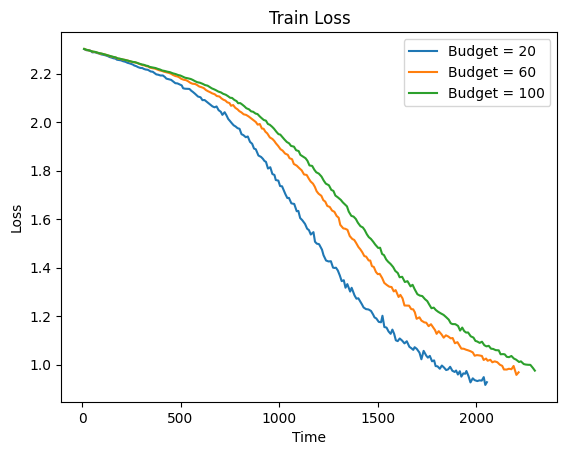 Train Loss
Budget = 20
Budget = 60
Budget = 100
Loss
2.2
2.0
1.8
1.6
1.4
1.2
1.0
0
500
1000
1500
2000
Time